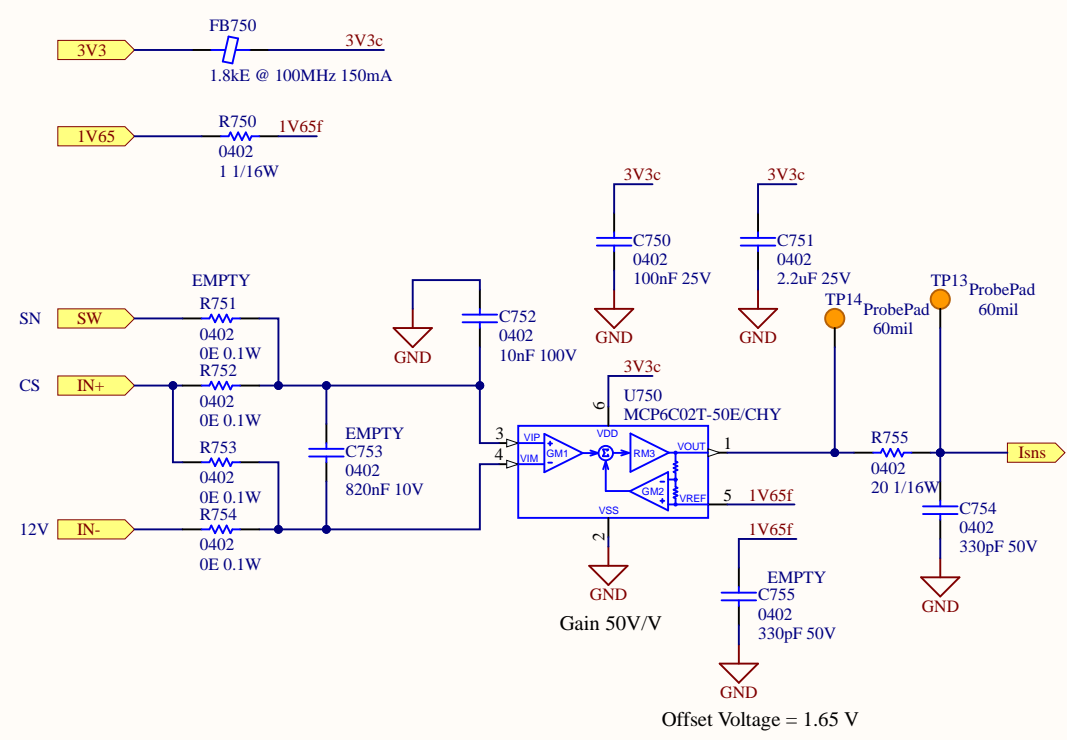 FB750
3V3
3V3c
1.8kE @ 100MHz 150mA
R750
1V65
1V65f
0402
1 1/16W
3V3c
C750
0402
100nF 25V
GND
3V3c
C751
0402
2.2uF 25V
GND
EMPTY
R751
SN
SW
0402
0E 0.1W
R752
CS
IN+
0402
0E 0.1W
R753
0402
0E 0.1W
R754
12V
IN-
0402
0E 0.1W
GND
C752
0402
10nF 100V
EMPTY
C753
0402
820nF 10V
3V3c
U750
MCP6C02T-50E/CHY
6
VDD
3
VIP
4
VIM
+
-
GM1
Σ
RM3
VOUT
1
GM2
-
+
VREF
5
1V65f
VSS
2
GND
Gain 50V/V
TP14
ProbePad
60mil
TP13
ProbePad
60mil
R755
0402
20 1/16W
Isns
C754
0402
330pF 50V
GND
1V65f
EMPTY
C755
0402
330pF 50V
GND
Offset Voltage = 1.65 V